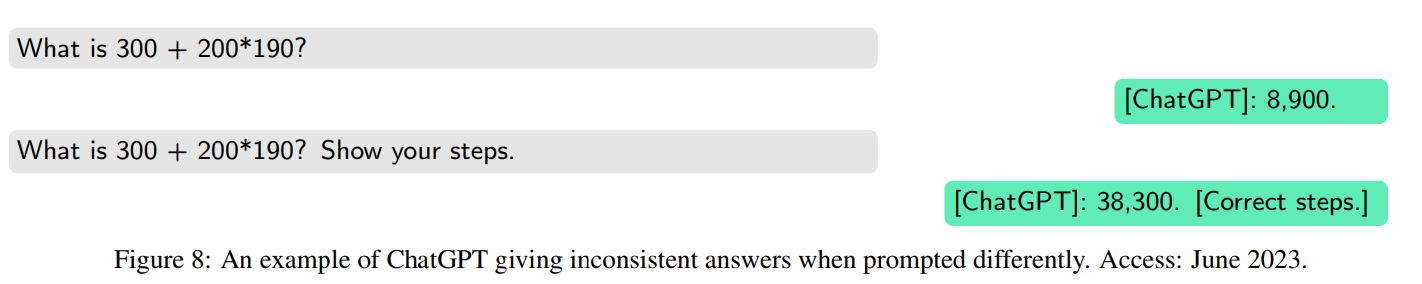 What is 300 + 200*190?
[ChatGPT]: 8,900.
What is 300 + 200*190? Show your steps.
[ChatGPT]: 38,300. [Correct steps.]
Figure 8: An example of ChatGPT giving inconsistent answers when prompted differently. Access: June 2023.